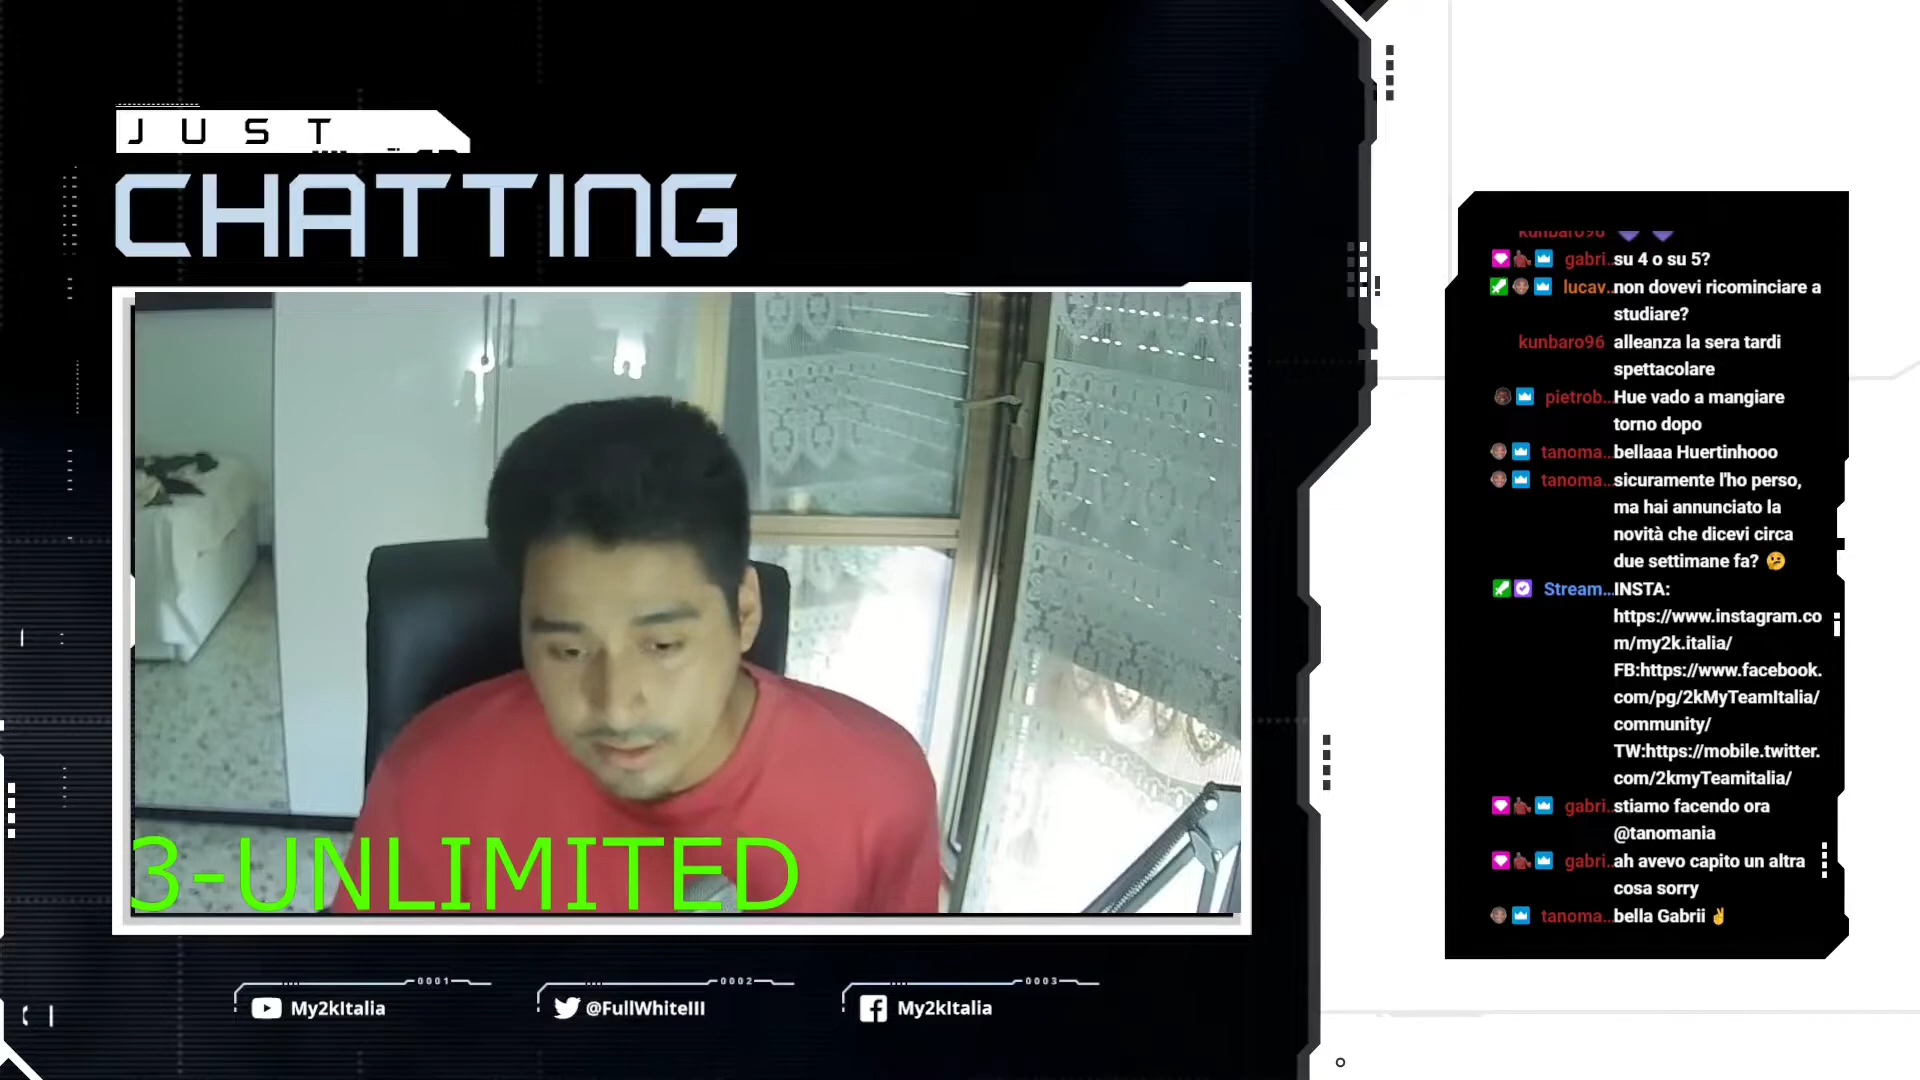 JUST
CHATTING
3-UNLIMITED
0001
My2kItalia
0002
@FullWhiteIII
0003
My2kItalia
kunbaro96
gabri.. su 4 o su 5?
lucav.. non dovevi ricominciare a
studiare?
kunbaro96 alleanza la sera tardi
spettacolare
pietrob... Hue vado a mangiare
torno dopo
tanoma... bellaaa Huertinhooo
tanoma... sicuramente l'ho perso,
ma hai annunciato la
novità che dicevi circa
due settimane fa? 🤔
Stream... INSTA:
https://www.instagram.co
m/my2k.italia/
FB:https://www.facebook.
com/pg/2kMyTeamItalia/
community/
TW:https://mobile.twitter.
com/2kmyTeamitalia/
gabri.. stiamo facendo ora
@tanomania
gabri.. ah avevo capito un altra
cosa sorry
tanoma... bella Gabrii ✌